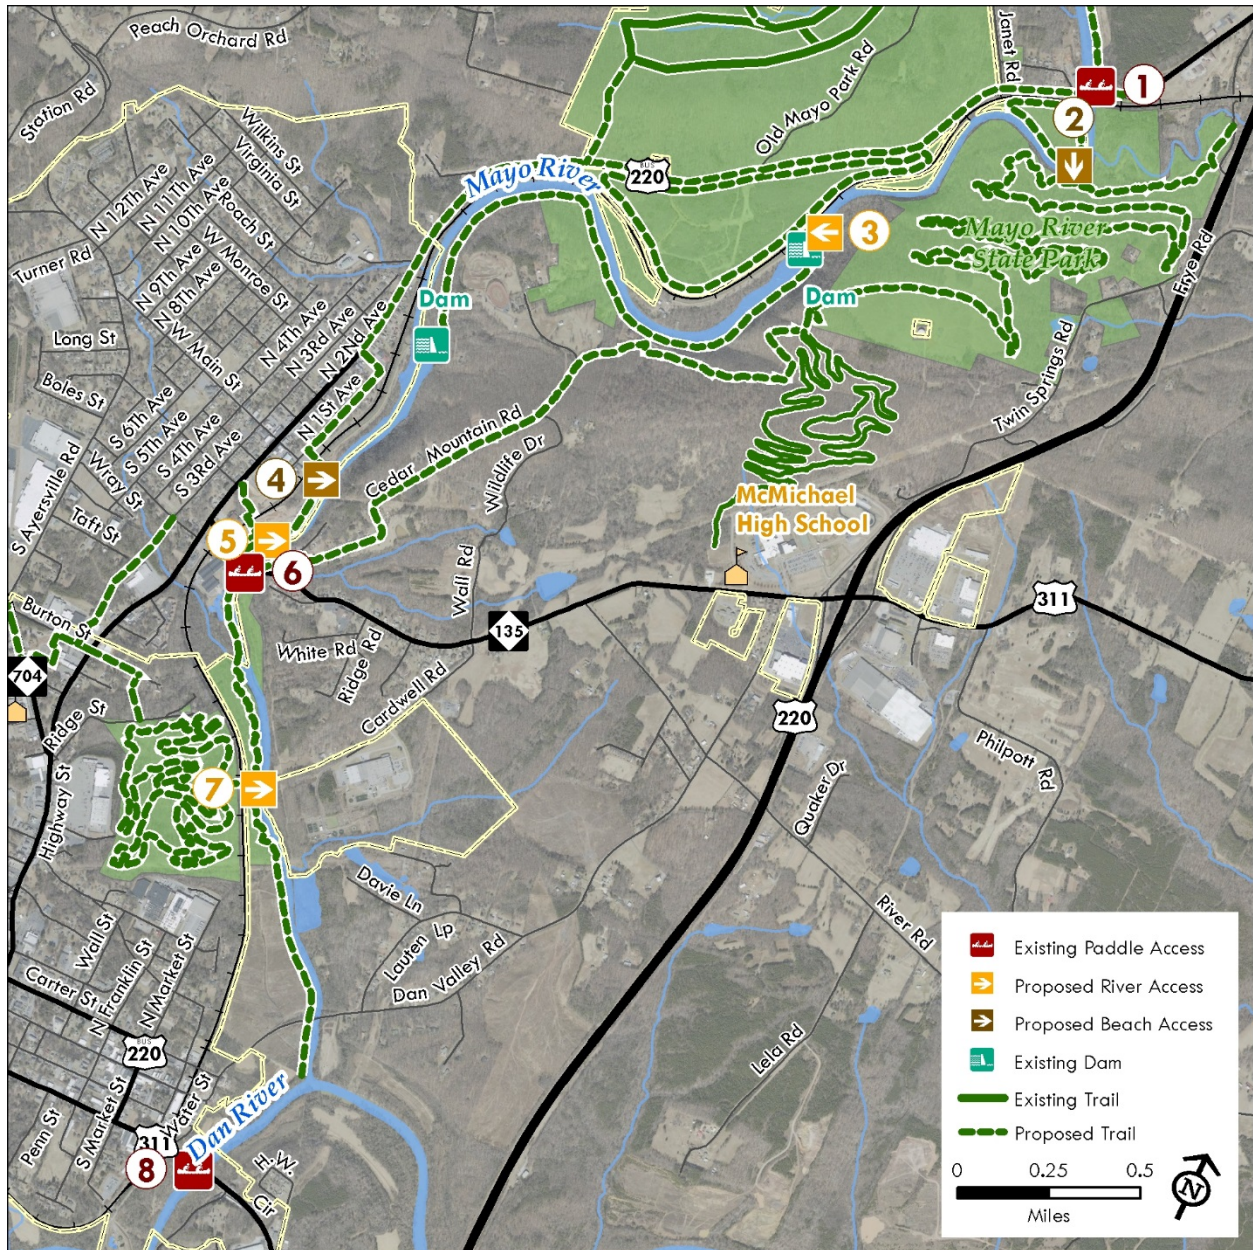 Peach Orchard Rd
Station Rd
Janet Rd
1
2
Old Mayo Park Rd
Wilkins St
Virginia St
N 12Th Ave
N 11Th Ave
N 10Th Ave
Roach St
W Monroe St
N 9Th Ave
N 8Th Ave
Turner Rd
BUS
220
Mayo River
3
Mayo River
State Park
Frye Rd
Dam
Dam
N 4Th Ave
N 3Rd Ave
N 2Nd Ave
N 1St Ave
Long St
N W Main St
Boles St
Twin Springs Rd
S 6Th Ave
S 5Th Ave
S 4Th Ave
S 3Rd Ave
Way St
S Ayersville Rd
Taft St
4
Cedar Mountain Rd
Wildlife Dr
McMichael
High School
5
6
Wall Rd
311
135
Burton St
White Rd
Ridge Rd
Cardwell Rd
704
Ridge St
220
Philpott Rd
Highway St
7
Quaker Dr
Davie Ln
Lauten Lp
Dan Valley Rd
River Rd
Wall St
Carter St
N Franklin St
N Market St
BUS
220
Lela Rd
Penn St
S Market St
Water St
311
Dan River
8
H.W.
Cir
Existing Paddle Access
Proposed River Access
Proposed Beach Access
Existing Dam
Existing Trail
Proposed Trail
0 0.25 0.5
Miles
N